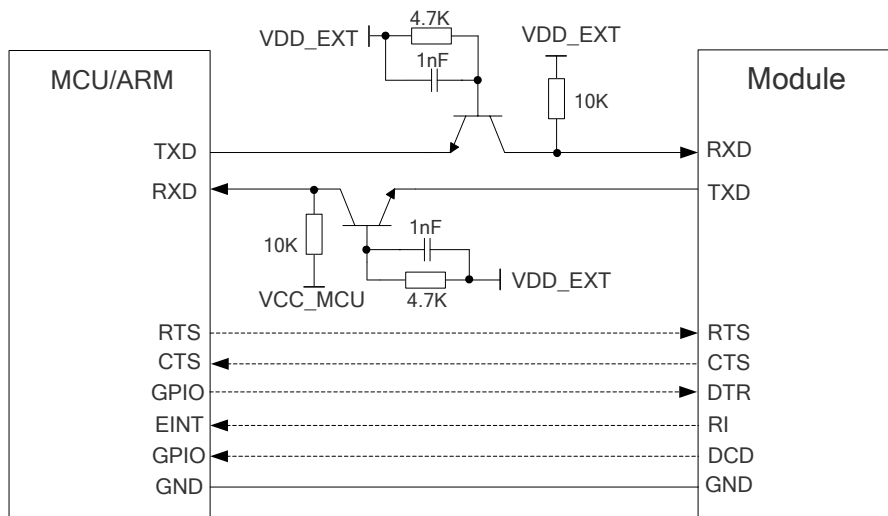 4.7K
VDD_EXT
VDD_EXT
1nF
MCU/ARM
Module
10K
TXD
RXD
RXD
TXD
1nF
10K
VDD_EXT
VCC_MCU
4.7K
RTS
RTS
CTS
CTS
GPIO
DTR
EINT
RI
GPIO
DCD
GND
GND